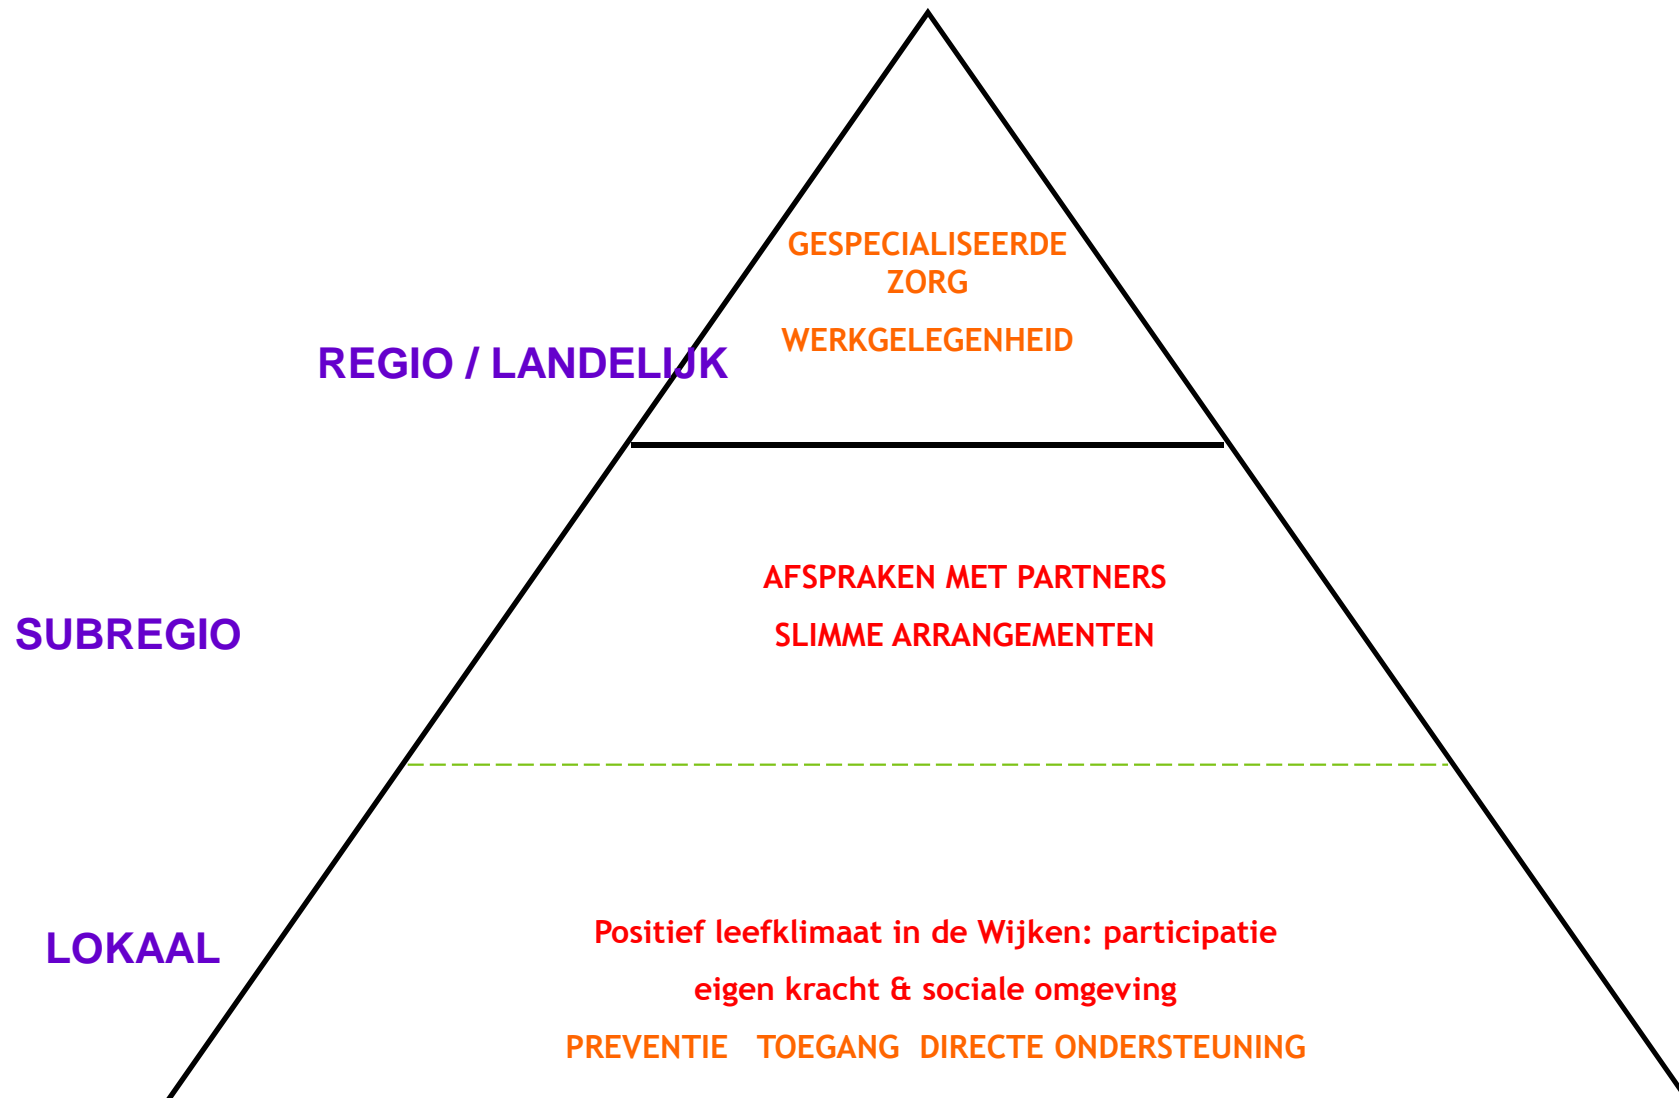 GESPECIALISEERDE
ZORG
WERKGELEGENHEID
REGIO / LANDELIJK
AFSPRAKEN MET PARTNERS
SLIMME ARRANGEMENTEN
SUBREGIO
Positief leefklimaat in de Wijken: participatie
LOKAAL
eigen kracht & sociale omgeving
PREVENTIE TOEGANG DIRECTE ONDERSTEUNING